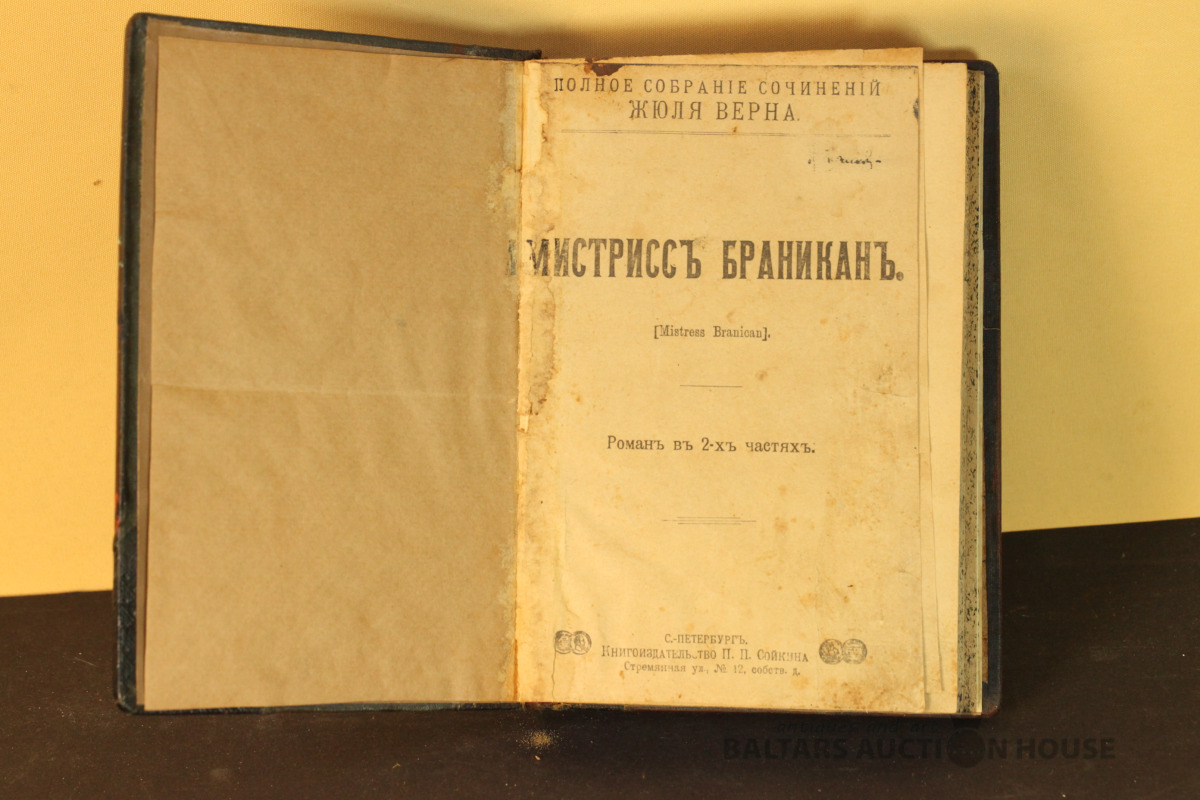 ПОЛНОЕ СОБРАНІЕ СОЧИНЕНІЙ
ЖЮЛЯ ВЕРНА.
МИСТРИССЪ БРАНИКАНЪ.
[Mistress Branican].
Романъ въ 2-хъ частяхъ.
С.-ПЕТЕРБУРГЪ,
Книгоиздательство П. П. Сойкина
Стремянная ул., № 12, собств. д.
BALTARS AUCTION HOUSE